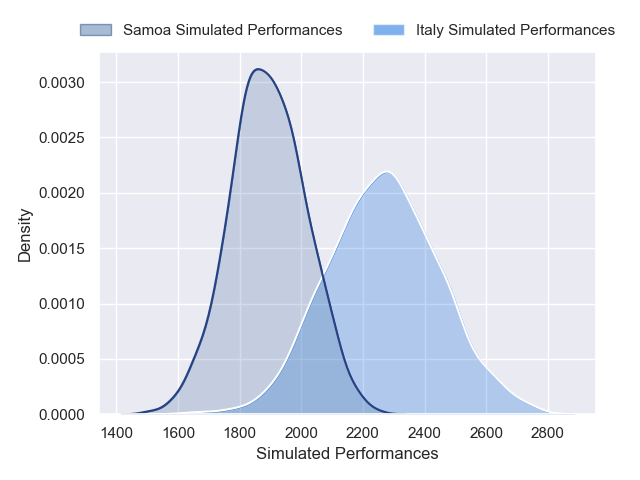 Samoa Simulated Performances
Italy Simulated Performances
0.0030
0.0025
0.0020
0.0015
0.0010
0.0005
0.0000
Density
1400 1600 1800 2000 2200 2400 2600 2800
Simulated Performances